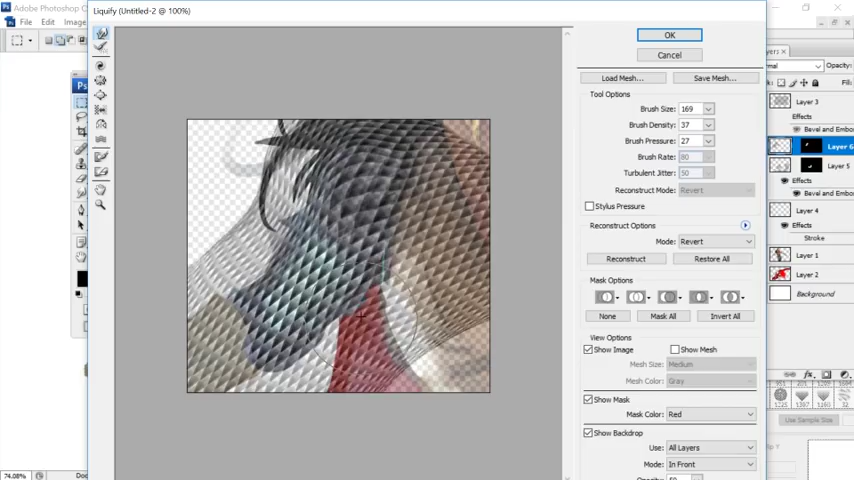 Adobe Photoshop C
Liquify (Untitled-2 @ 100%)
File Edit Image
OK
Cancel
Load Mesh... Save Mesh...
Tool Options
Brush Size: 169
Brush Density: 37
Brush Pressure: 27
Brush Rate: 80
Turbulent Jitter: 50
Reconstruct Mode: Revert
Stylus Pressure
Reconstruct Options
Mode: Revert
Reconstruct Restore All
Mask Options
None Mask All Invert All
View Options
Show Image Show Mesh
Mesh Size: Medium
Mesh Color: Gray
Show Mask
Mask Color: Red
Show Backdrop
Use: All Layers
Mode: In Front
Opacity: 50
Ps
Opacity:
Layer 3
Effects
Bevel and Embo
Layer 6
Layer 5
Effects
Bevel and Embo
Layer 4
Effects
Stroke
Layer 1
Layer 2
Background
Use Sample Size
74.08%